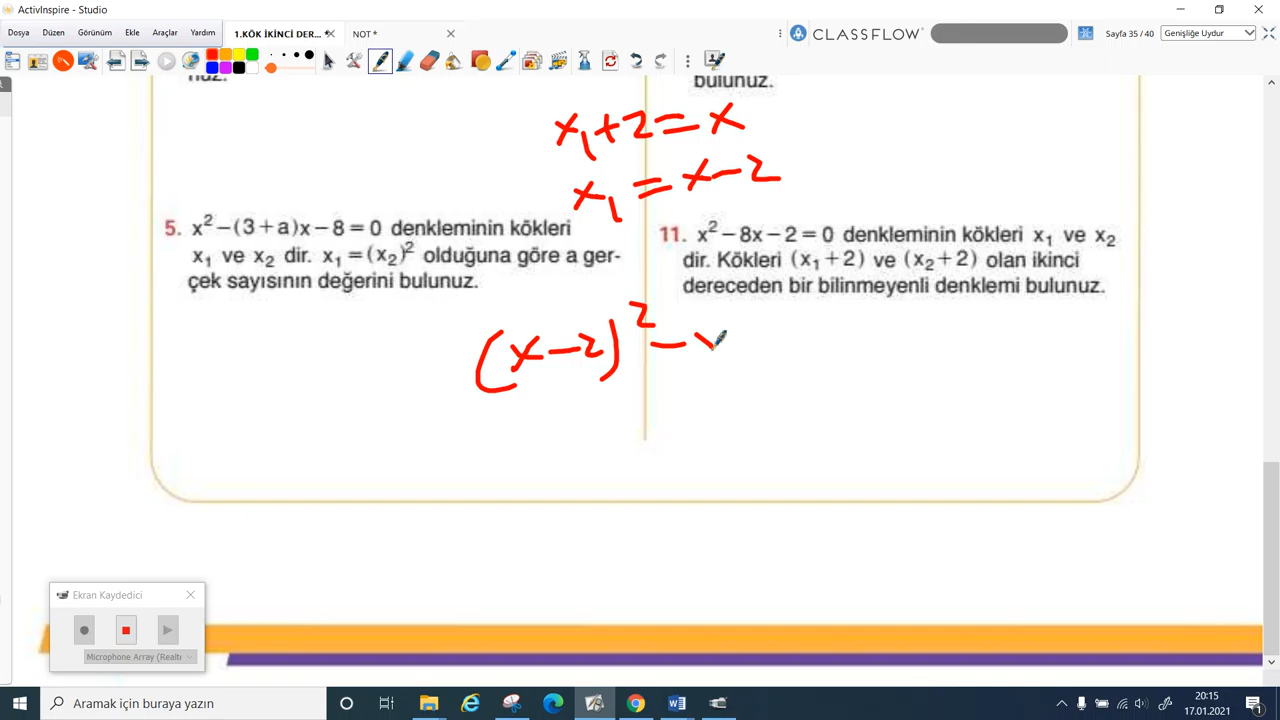 ActivInspire - Studio
Dosya Düzen Görünüm Ekle Araçlar Yardım
1.KÖK İKİNCİ DER...
NOT *
CLASSFLOW
Sayfa 35 / 40
Genişliğe Uydur
nuz.
bulunuz.
x₁+2=x
x₁=x-2
5. x²-(3+a)x-8=0 denkleminin kökleri
x₁ ve x₂ dir. x₁=(x₂)² olduğuna göre a ger-
çek sayısının değerini bulunuz.
11. x²-8x-2=0 denkleminin kökleri x₁ ve x₂
dir. Kökleri (x₁+2) ve (x₂+2) olan ikinci
dereceden bir bilinmeyenli denklemi bulunuz.
(x-2)²-
Ekran Kaydedici
Microphone Array (Realt
Aramak için buraya yazın
20:15
17.01.2021